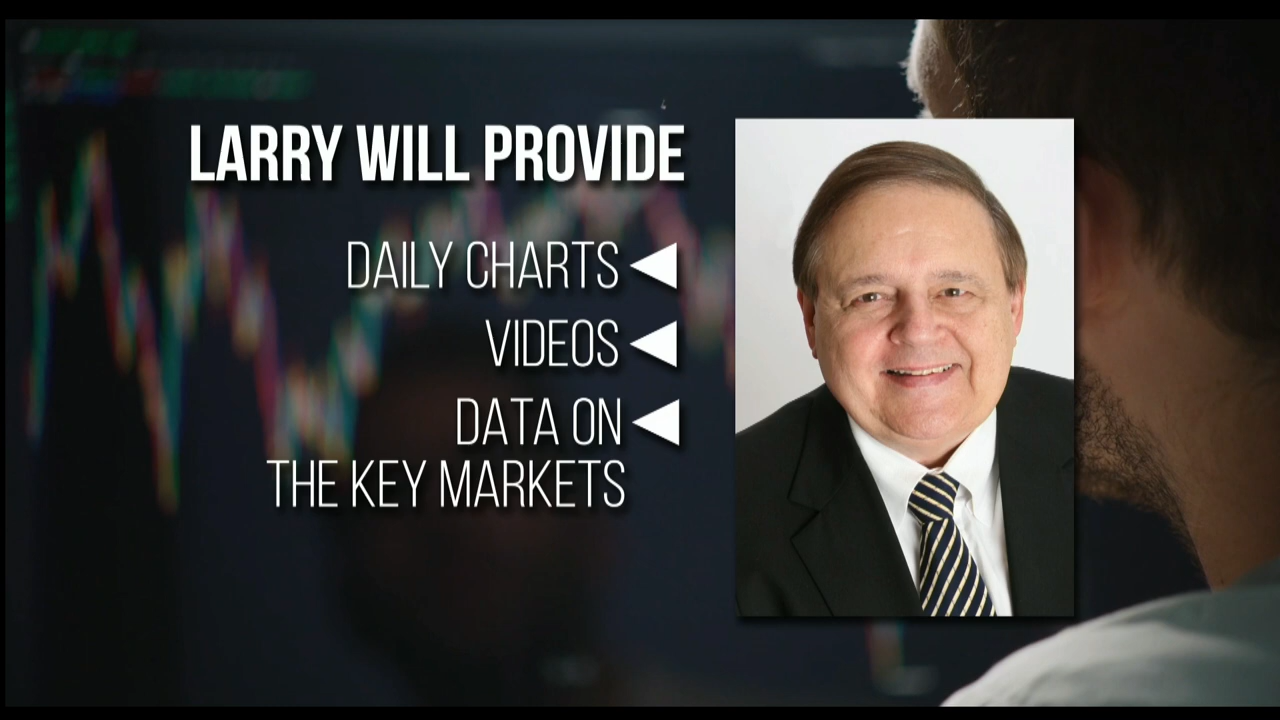 LARRY WILL PROVIDE
DAILY CHARTS
VIDEOS
DATA ON
THE KEY MARKETS